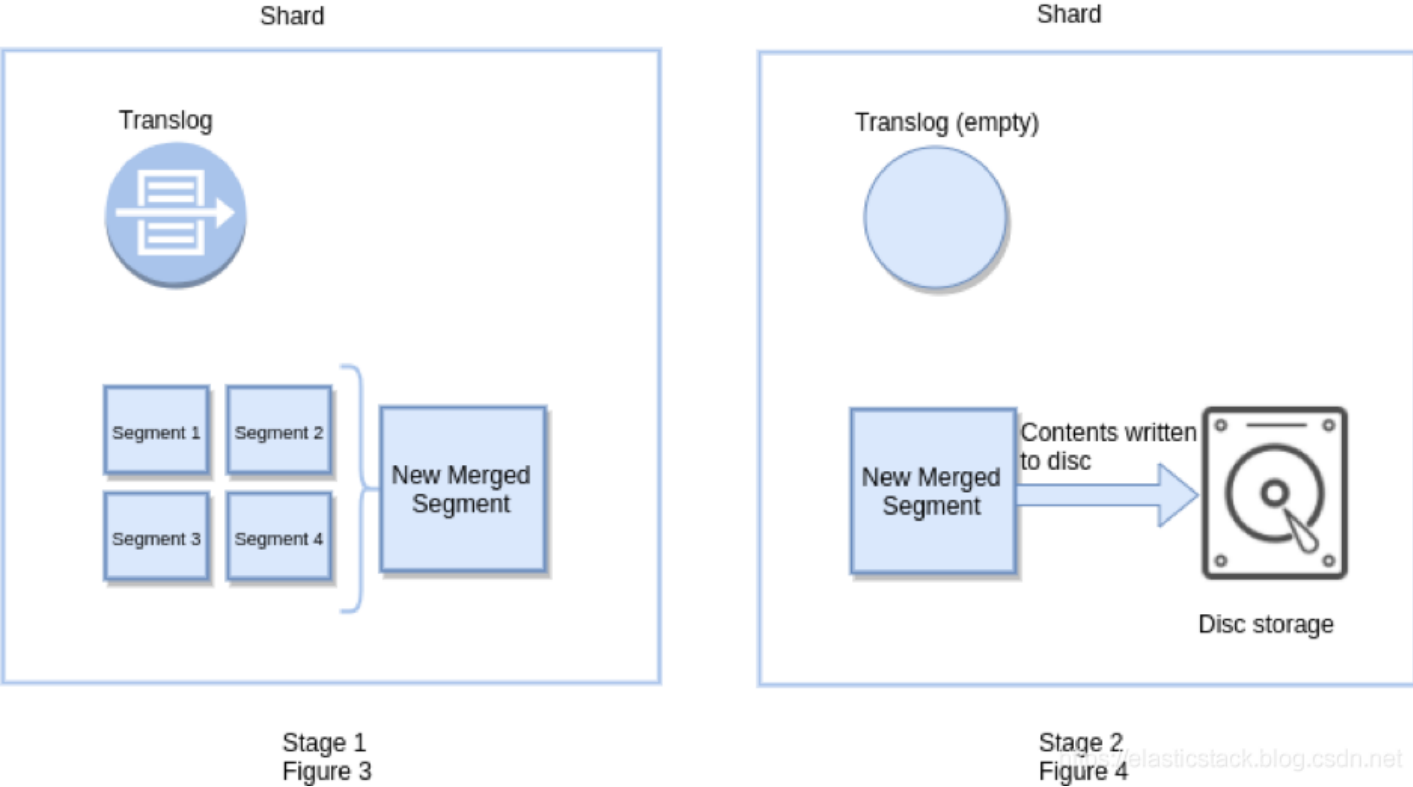 Shard
Translog
Segment 1
Segment 2
Segment 3
Segment 4
New Merged
Segment
Stage 1
Figure 3
Shard
Translog (empty)
New Merged
Segment
Contents written
to disc
Disc storage
Stage 2
Figure 4
https://elasticstack.blog.csdn.net